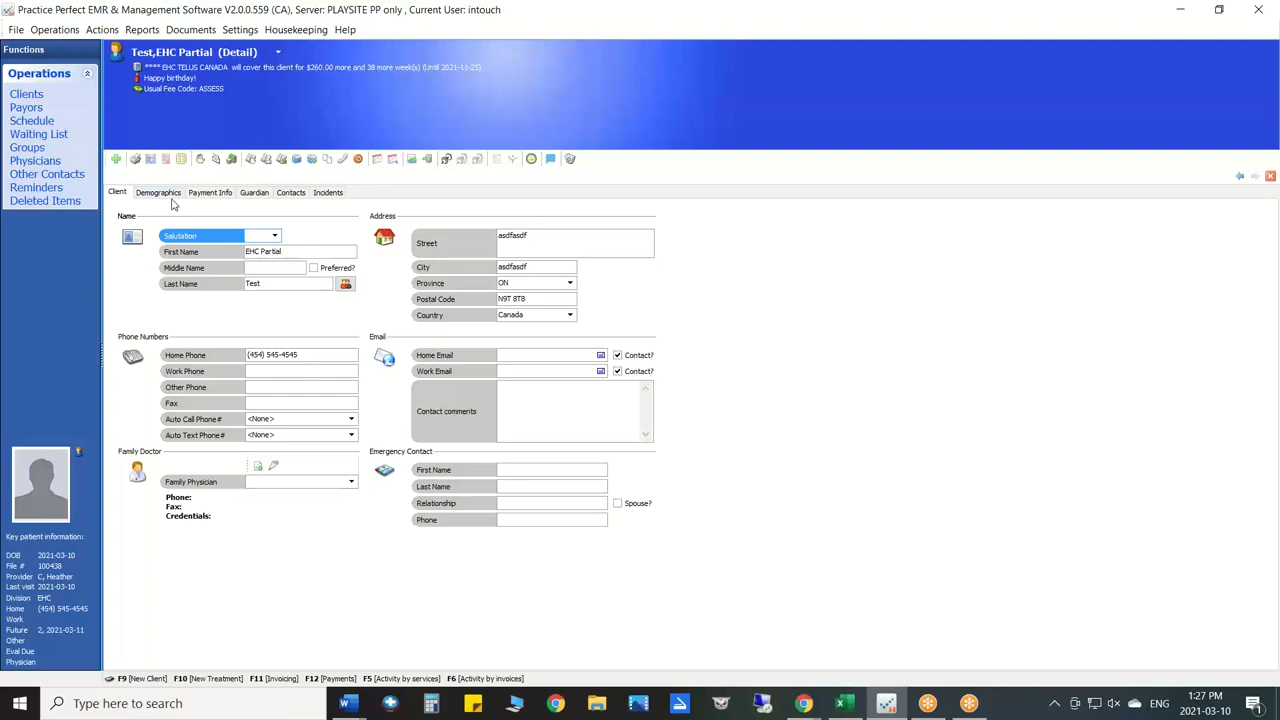 Practice Perfect EMR & Management Software V2.0.0.559 (CA), Server: PLAYSITE PP only , Current User: intouch
File Operations Actions Reports Documents Settings Housekeeping Help
Functions
Operations
Clients
Payors
Schedule
Waiting List
Groups
Physicians
Other Contacts
Reminders
Deleted Items
Test,EHC Partial (Detail)
**** EHC TELUS CANADA will cover this client for $260.00 more and 38 more week(s) (Until 2021-11-25).
Happy birthday!
Usual Fee Code: ASSESS
Client Demographics Payment Info Guardian Contacts Incidents
Name
Salutation
First Name EHC Partial
Middle Name Preferred?
Last Name Test
Address
Street asdfasdf
City asdfasdf
Province ON
Postal Code N9T 8T8
Country Canada
Phone Numbers
Home Phone (454) 545-4545
Work Phone
Other Phone
Fax
Auto Call Phone# <None>
Auto Text Phone# <None>
Email
Home Email Contact?
Work Email Contact?
Contact comments
Family Doctor
Family Physician
Phone:
Fax:
Credentials:
Emergency Contact
First Name
Last Name
Relationship Spouse?
Phone
Key patient information:
DOB 2021-03-10
File # 100438
Provider C, Heather
Last visit 2021-03-10
Division EHC
Home (454) 545-4545
Work
Future 2, 2021-03-11
Other
Eval Due
Physician
F9 [New Client] F10 [New Treatment] F11 [Invoicing] F12 [Payments] F5 [Activity by services] F6 [Activity by invoices]
Type here to search
ENG
1:27 PM
2021-03-10
1